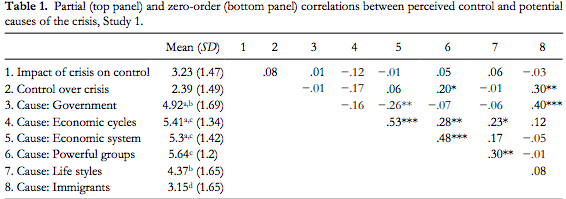 Table 1. Partial (top panel) and zero-order (bottom panel) correlations between perceived control and potential
causes of the crisis, Study 1.
Mean (SD) 1 2 3 4 5 6 7 8
1. Impact of crisis on control 3.23 (1.47) .08 .01 −.12 −.01 .05 .06 −.03
2. Control over crisis 2.39 (1.49) −.01 −.17 .06 .20* −.01 .30**
3. Cause: Government 4.92a,b (1.69) −.16 −.26** −.07 −.06 .40***
4. Cause: Economic cycles 5.41a,c (1.34) .53*** .28** .23* .12
5. Cause: Economic system 5.3a,c (1.42) .48*** .17 −.05
6. Cause: Powerful groups 5.64c (1.2) .30** −.01
7. Cause: Life styles 4.37b (1.65) .08
8. Cause: Immigrants 3.15d (1.65)